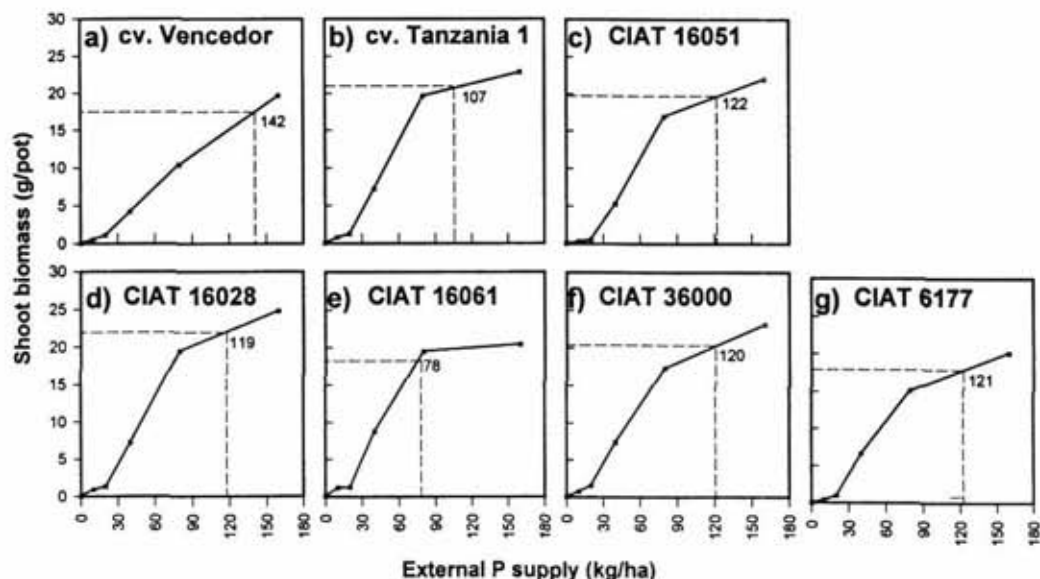 a) cv. Vencedor
b) cv. Tanzania 1
c) CIAT 16051
30
25
20
15
10
5
0
142
107
122
Shoot biomass (g/pot)
d) CIAT 16028
e) CIAT 16061
f) CIAT 36000
g) CIAT 6177
30
25
20
15
10
5
0
119
78
120
121
0 30 60 90 120 150 180
0 30 60 90 120 150 180
0 30 60 90 120 150 180
0 30 60 90 120 150 180
External P supply (kg/ha)